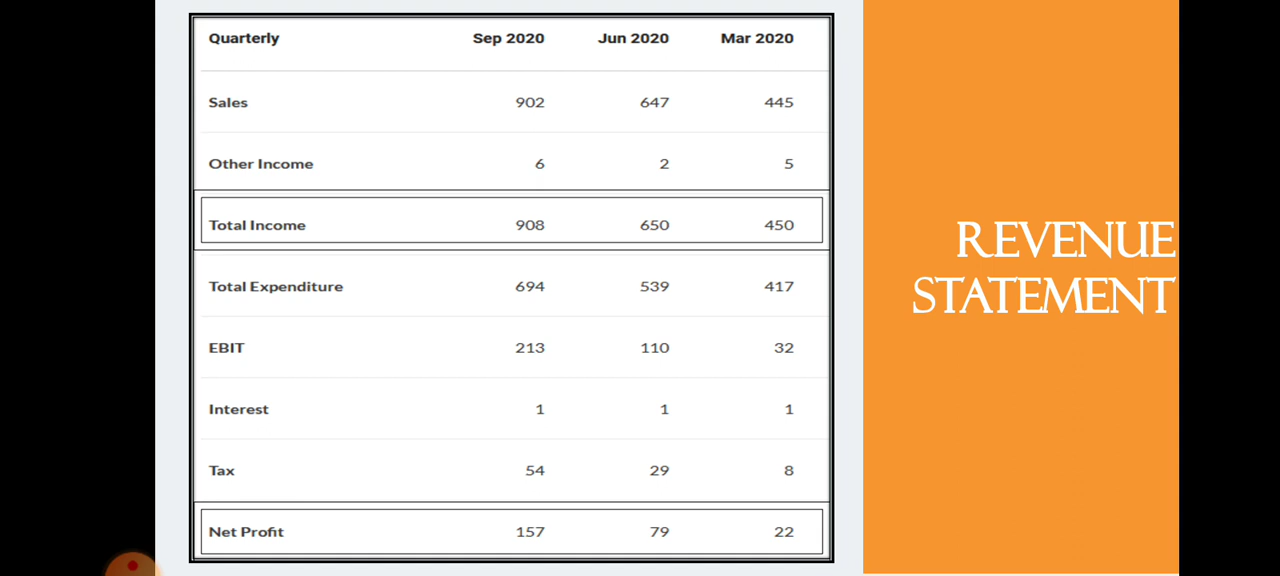 Quarterly Sep 2020 Jun 2020 Mar 2020
Sales 902 647 445
Other Income 6 2 5
Total Income 908 650 450
Total Expenditure 694 539 417
EBIT 213 110 32
Interest 1 1 1
Tax 54 29 8
Net Profit 157 79 22
REVENUE
STATEMENT